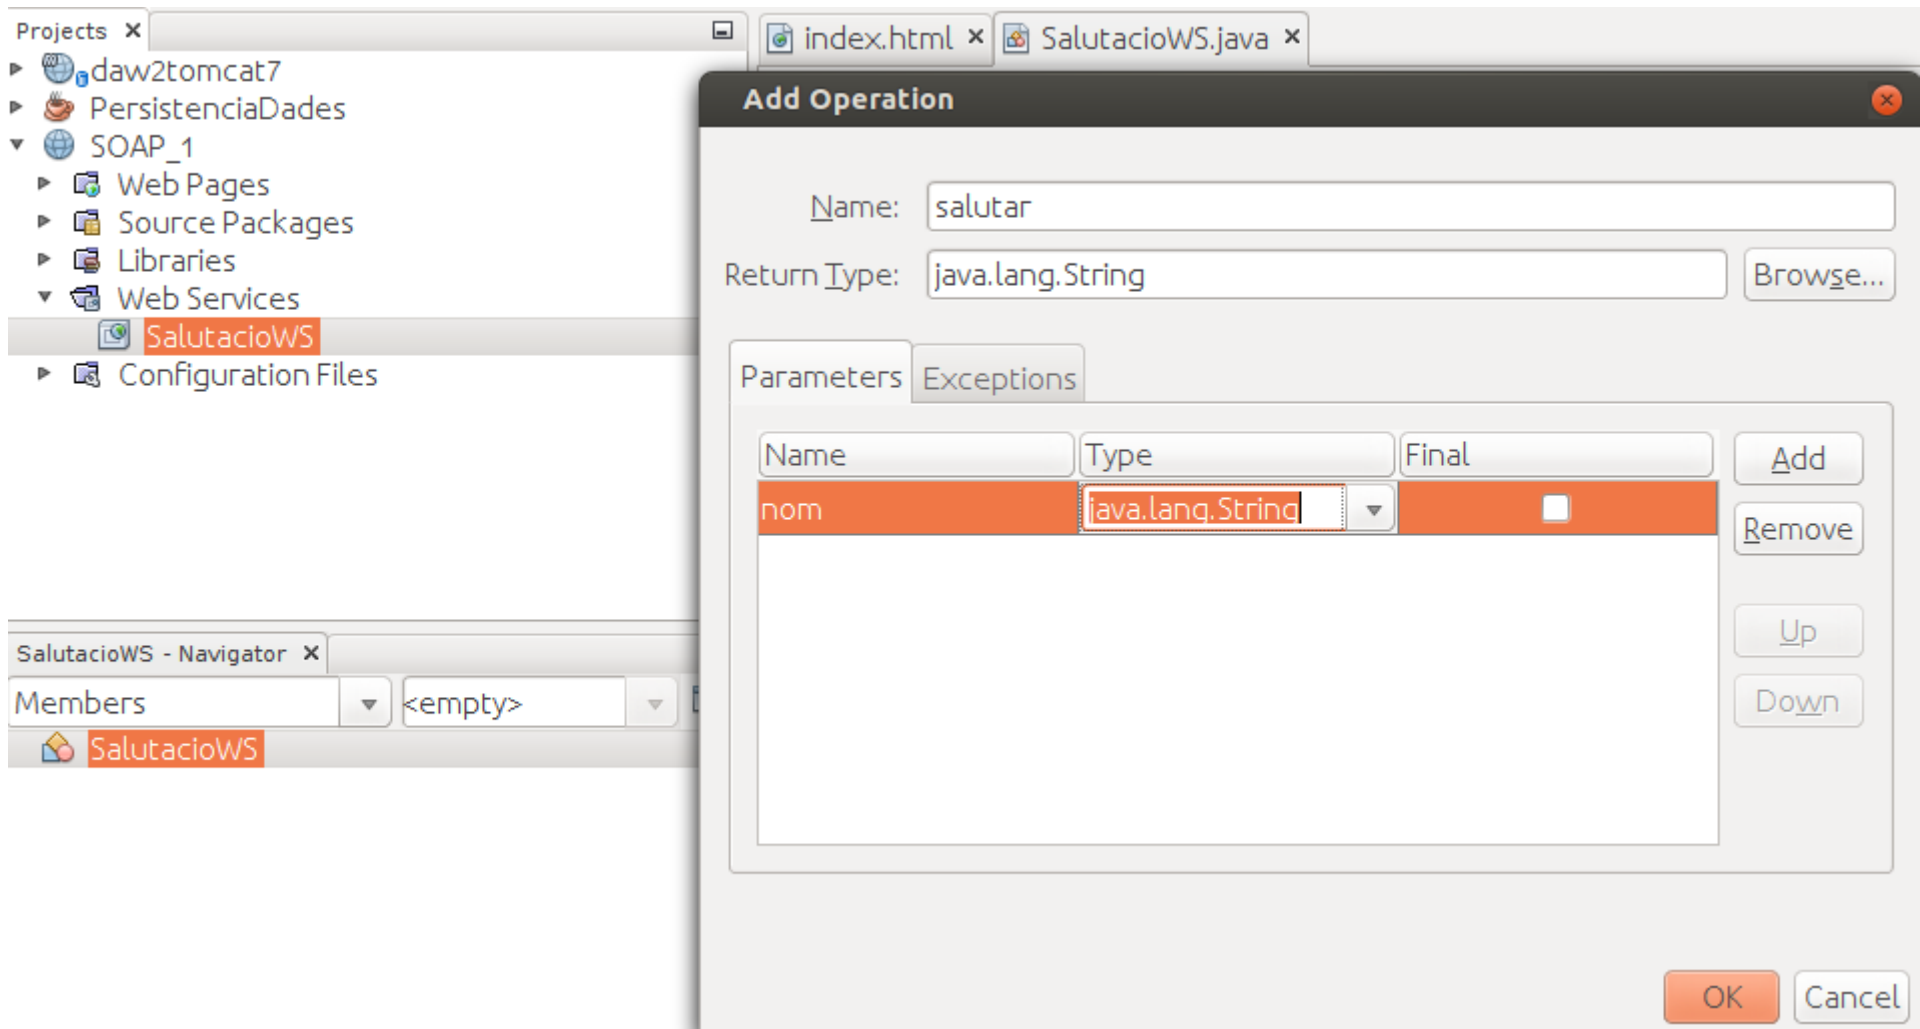 Projects
daw2tomcat7
PersistenciaDades
SOAP_1
Web Pages
Source Packages
Libraries
Web Services
SalutacioWS
Configuration Files
SalutacioWS - Navigator
Members <empty>
SalutacioWS
index.html SalutacioWS.java
Add Operation
Name: salutar
Return Type: java.lang.String Browse...
Parameters Exceptions
Name Type Final
nom java.lang.String
Add
Remove
Up
Down
OK Cancel